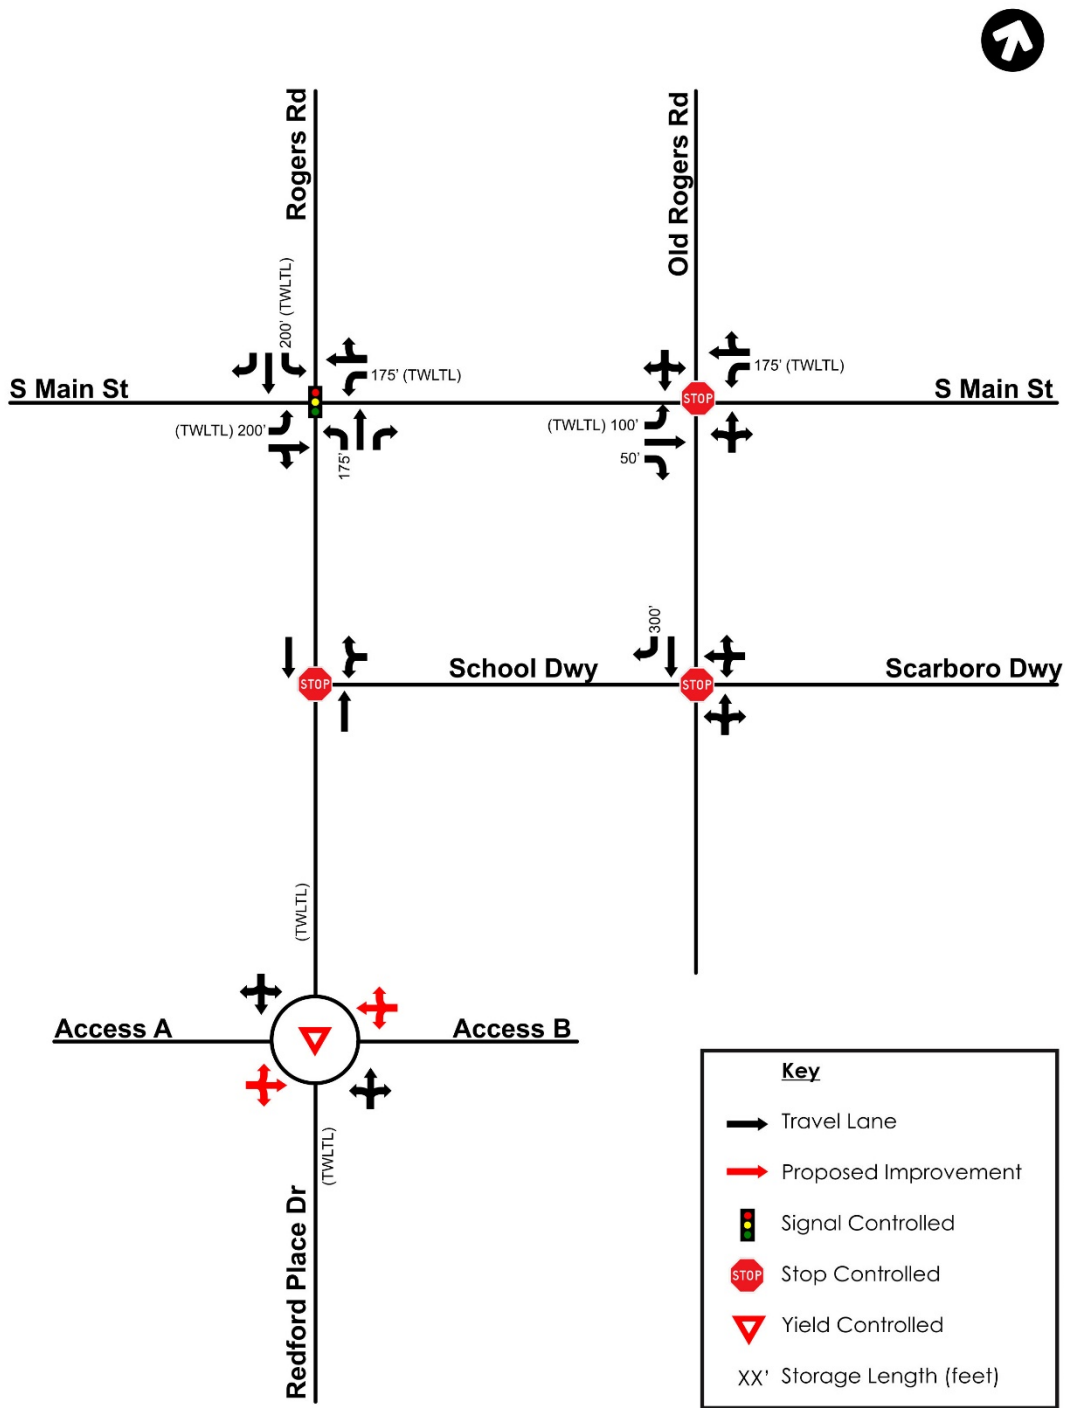 Rogers Rd
Old Rogers Rd
200' (TWLTL)
175' (TWLTL)
175' (TWLTL)
S Main St
STOP
S Main St
(TWLTL) 200'
175'
(TWLTL) 100'
50'
300'
School Dwy
Scarboro Dwy
STOP
STOP
(TWLTL)
Access A
Access B
(TWLTL)
Redford Place Dr
Key
Travel Lane
Proposed Improvement
Signal Controlled
STOP Stop Controlled
Yield Controlled
XX' Storage Length (feet)